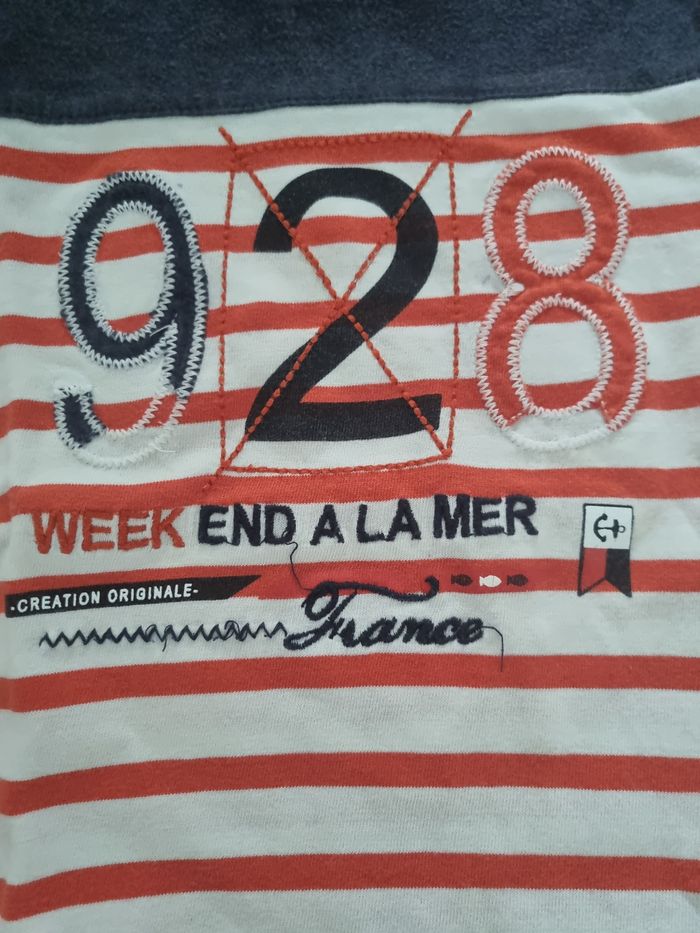 928
WEEK END A LA MER
-CREATION ORIGINALE-
France